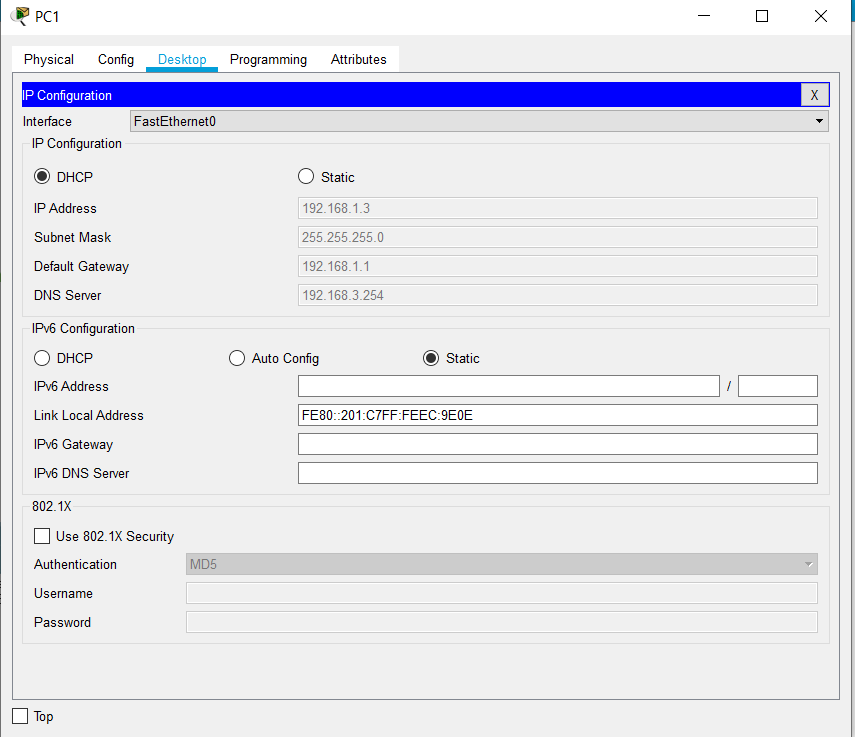 PC1
Physical Config Desktop Programming Attributes
IP Configuration X
Interface FastEthernet0
IP Configuration
DHCP Static
IP Address 192.168.1.3
Subnet Mask 255.255.255.0
Default Gateway 192.168.1.1
DNS Server 192.168.3.254
IPv6 Configuration
DHCP Auto Config Static
IPv6 Address /
Link Local Address FE80::201:C7FF:FEEC:9E0E
IPv6 Gateway
IPv6 DNS Server
802.1X
Use 802.1X Security
Authentication MD5
Username
Password
Top